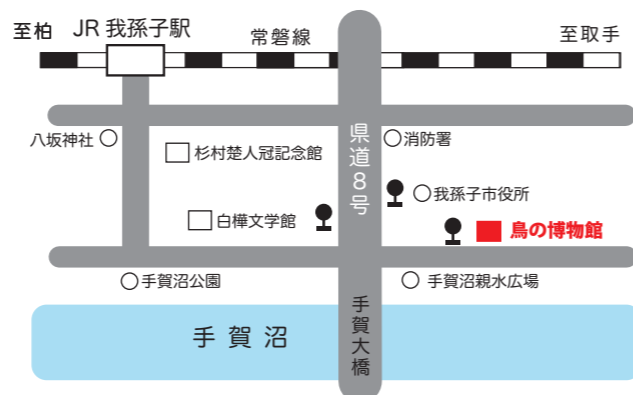 至柏
JR 我孫子駅
常磐線
至取手
八坂神社
杉村楚人冠記念館
県道8号
消防署
我孫子市役所
白樺文学館
鳥の博物館
手賀沼公園
手賀沼親水広場
手賀沼
手賀大橋